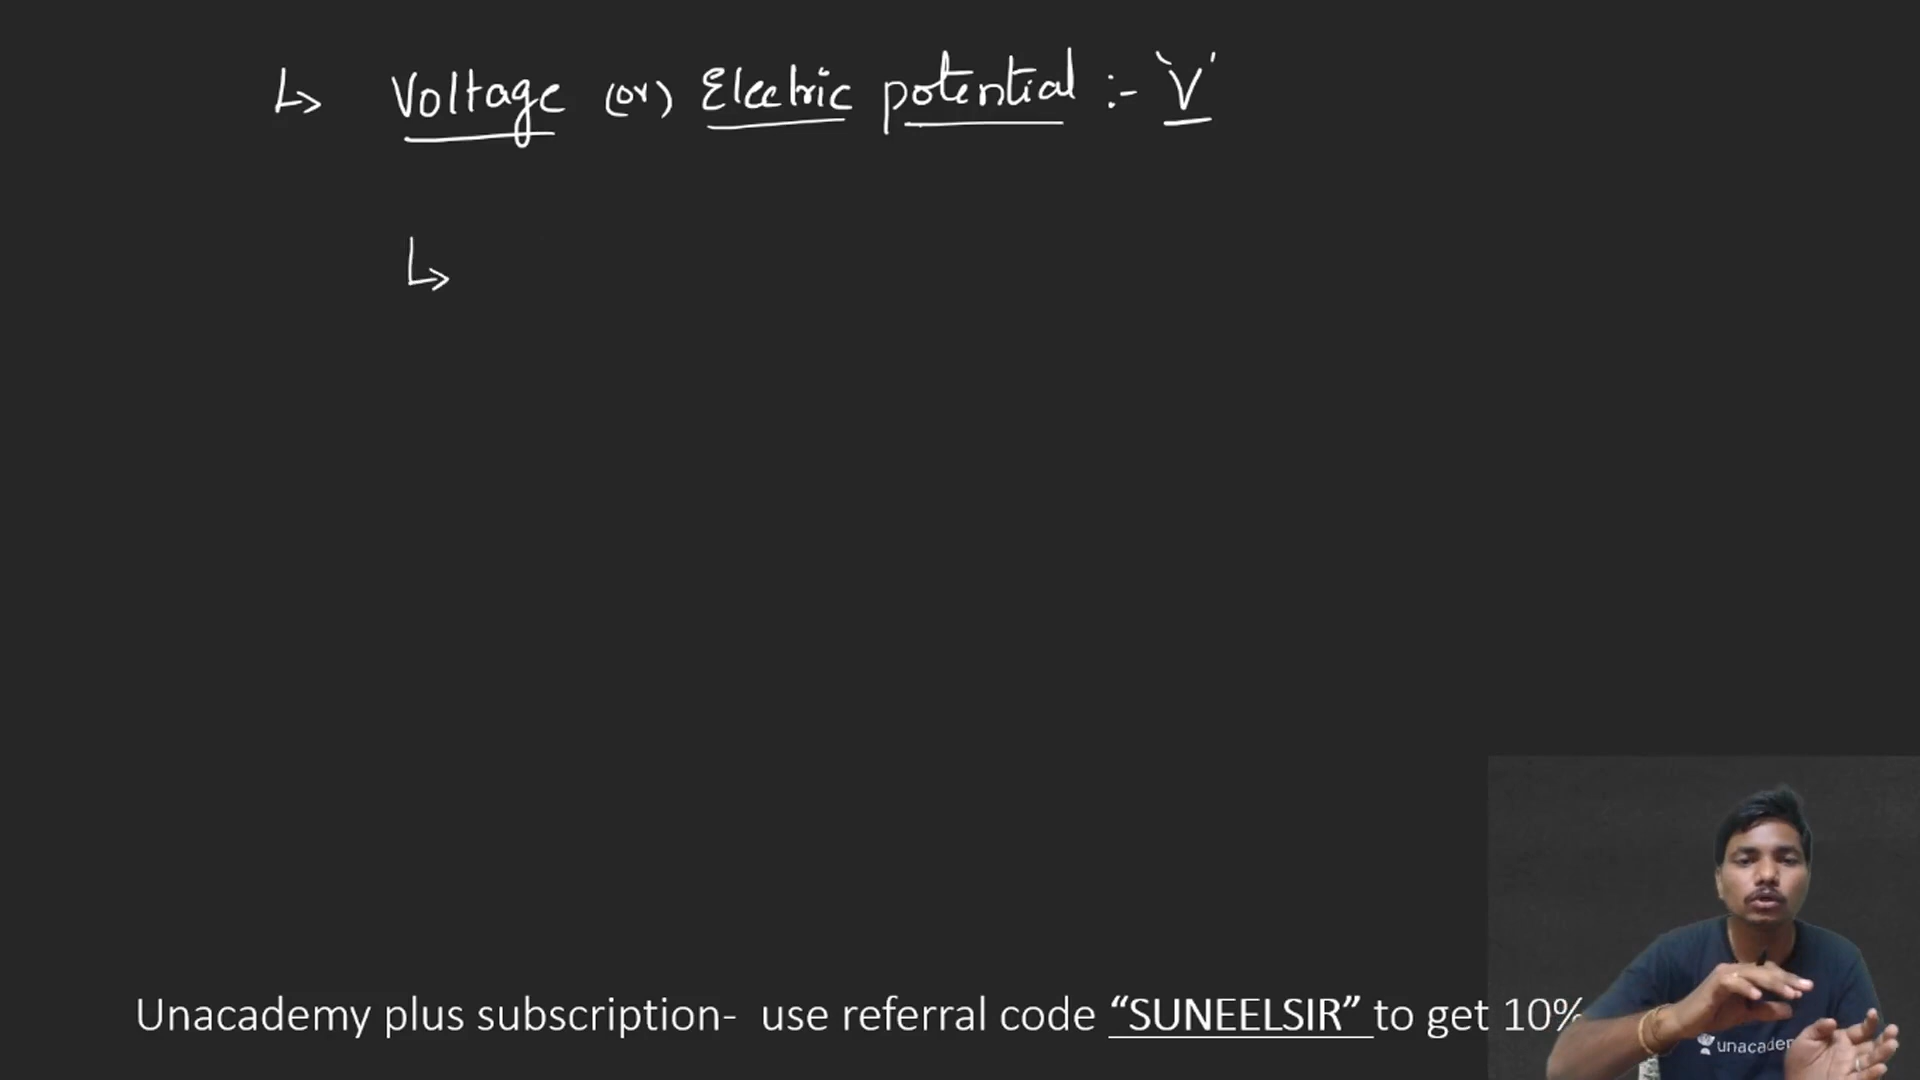 ↳ Voltage (or) Electric potential :- 'V'
↳
Unacademy plus subscription- use referral code “SUNEELSIR” to get 10%
unacadem